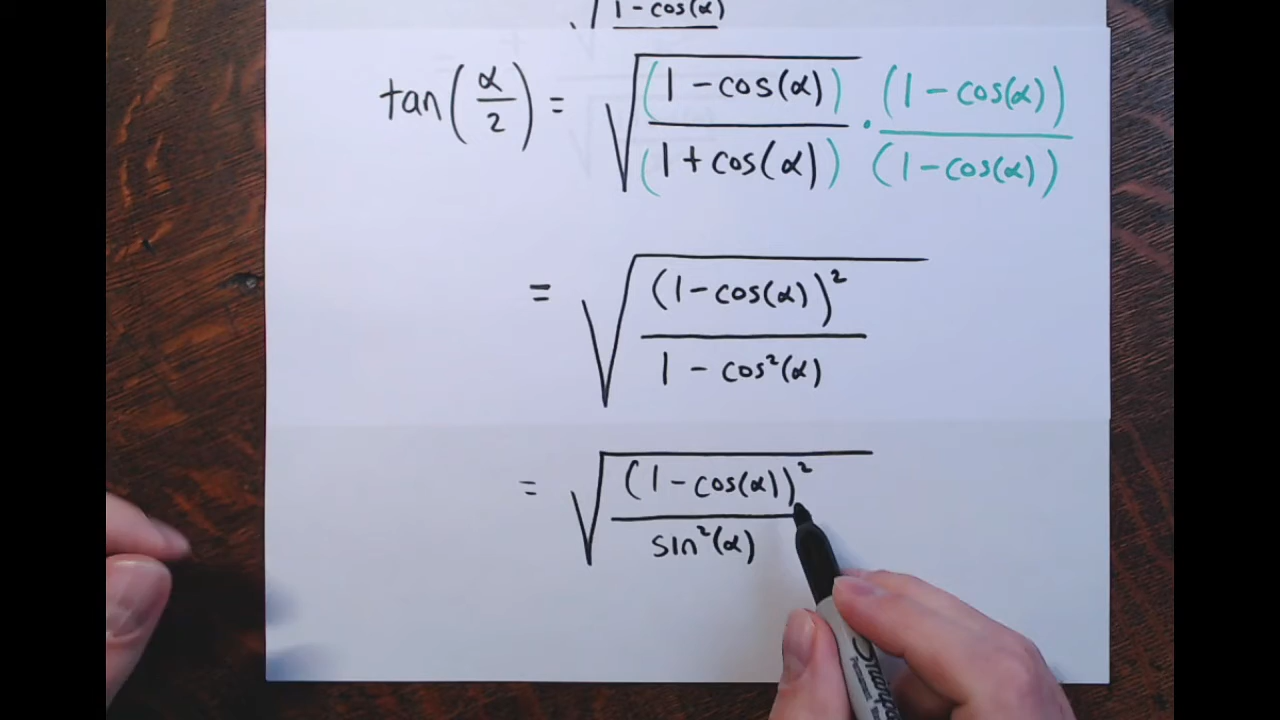 √(1-cos(α)
tan(α/2) = √((1-cos(α))/(1+cos(α))) · (1-cos(α))/(1-cos(α))
= √((1-cos(α))²/(1-cos²(α)))
= √((1-cos(α))²/sin²(α))